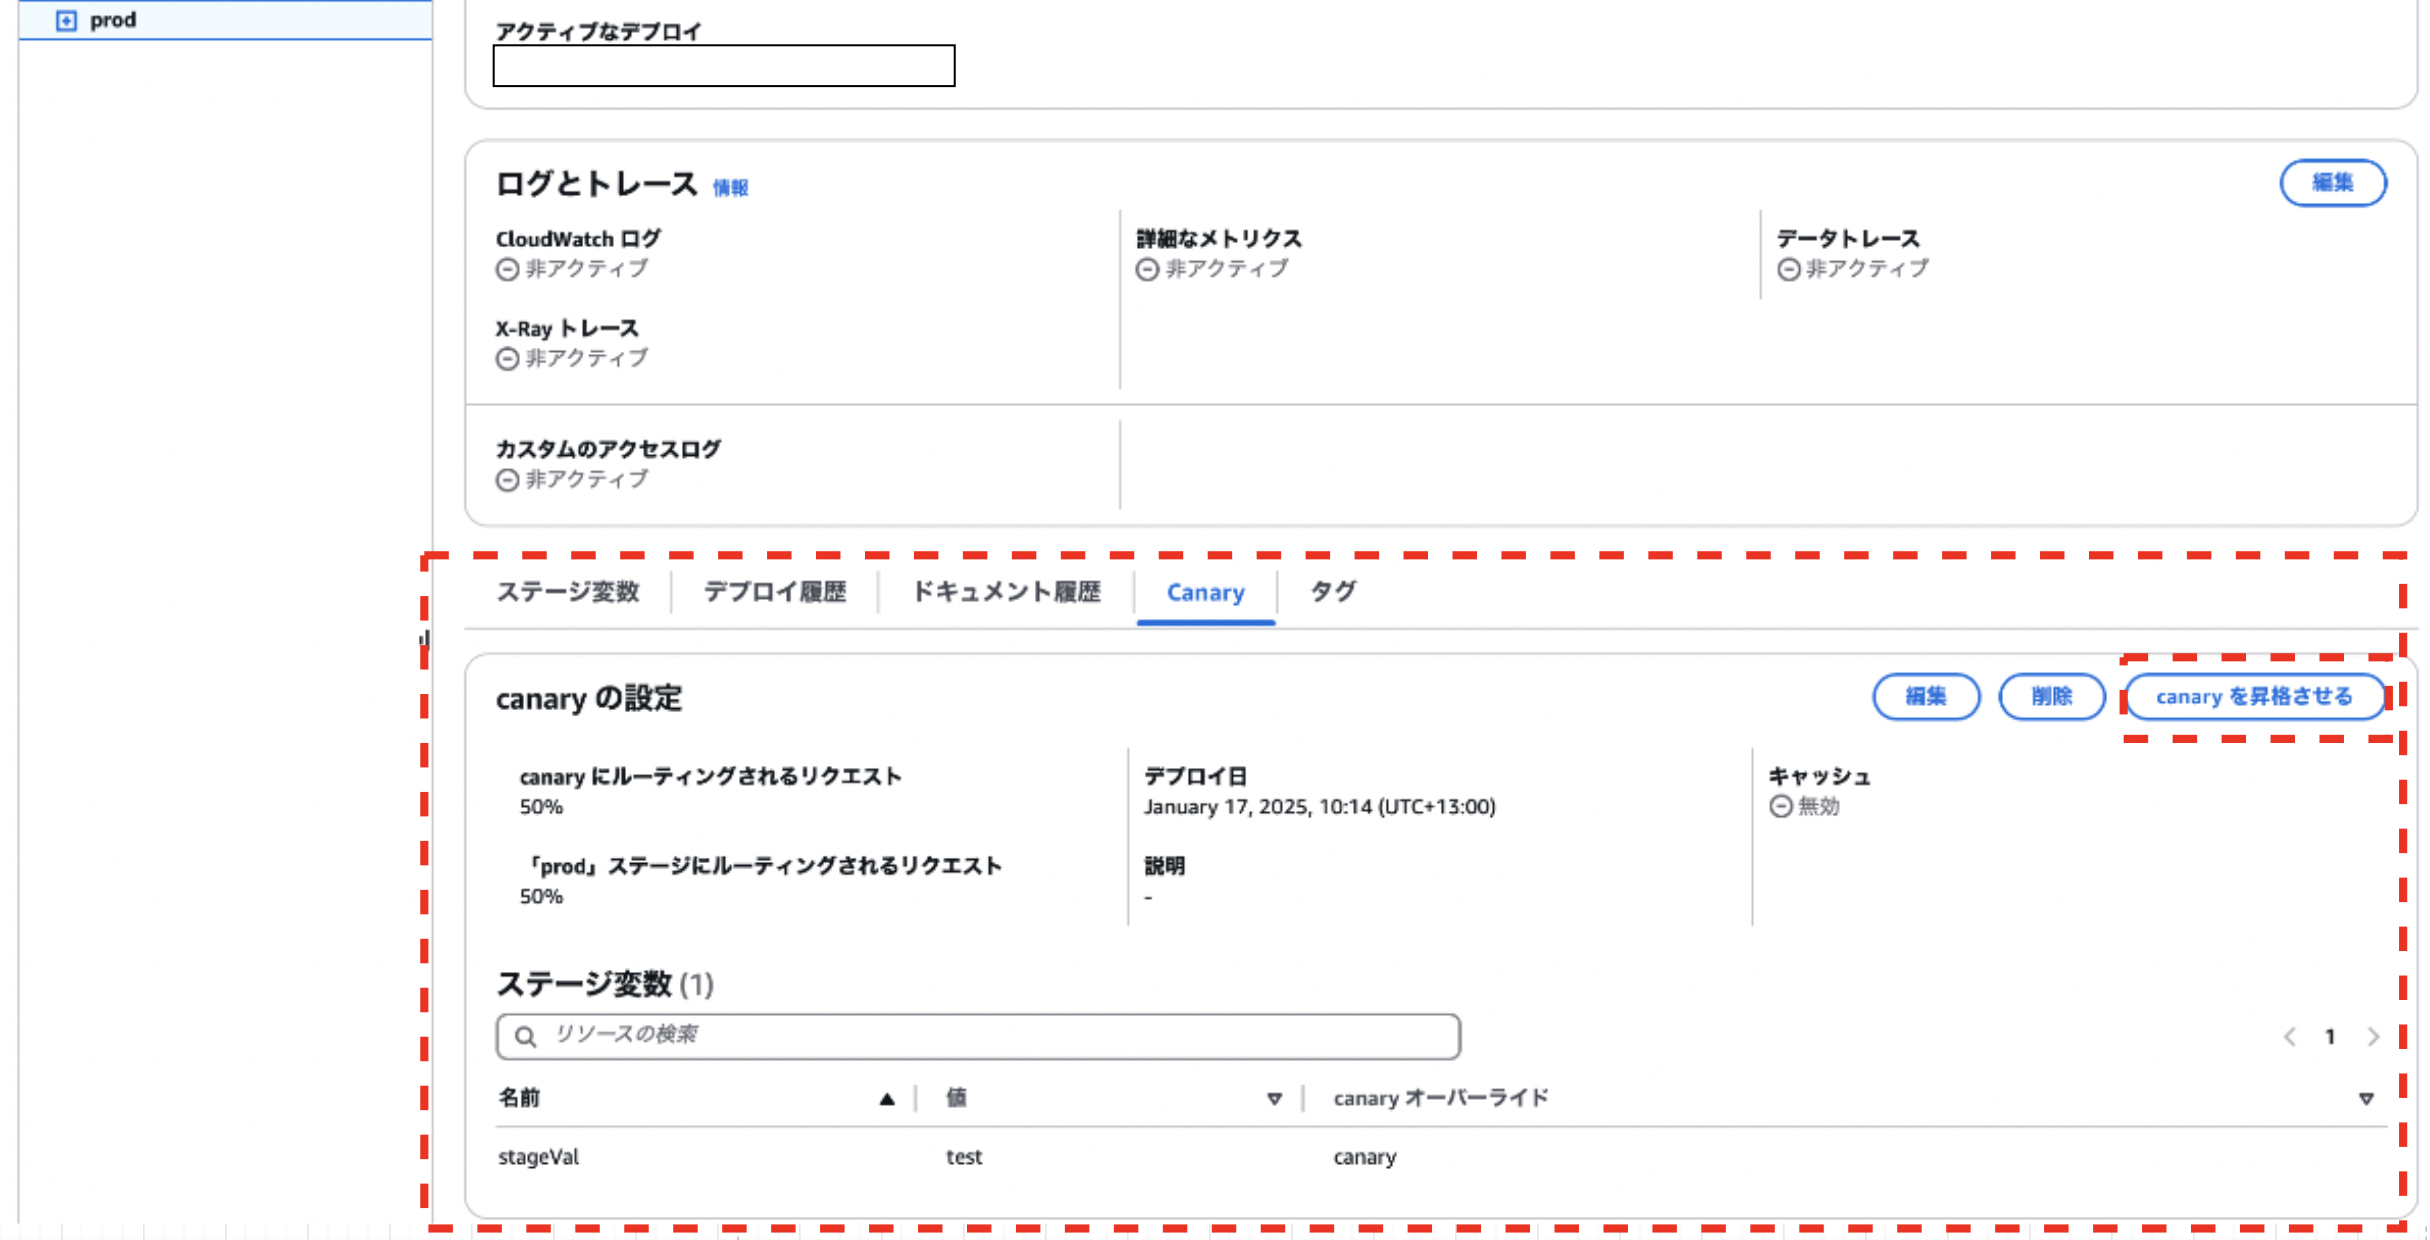 prod
アクティブなデプロイ
ログとトレース 情報
編集
CloudWatch ログ
非アクティブ
詳細なメトリクス
非アクティブ
データトレース
非アクティブ
X-Ray トレース
非アクティブ
カスタムのアクセスログ
非アクティブ
ステージ変数 デプロイ履歴 ドキュメント履歴 Canary タグ
canary の設定
編集 削除 canary を昇格させる
canary にルーティングされるリクエスト
50%
デプロイ日
January 17, 2025, 10:14 (UTC+13:00)
キャッシュ
無効
「prod」ステージにルーティングされるリクエスト
50%
説明
-
ステージ変数 (1)
リソースの検索
1
名前 値 canary オーバーライド
stageVal test canary